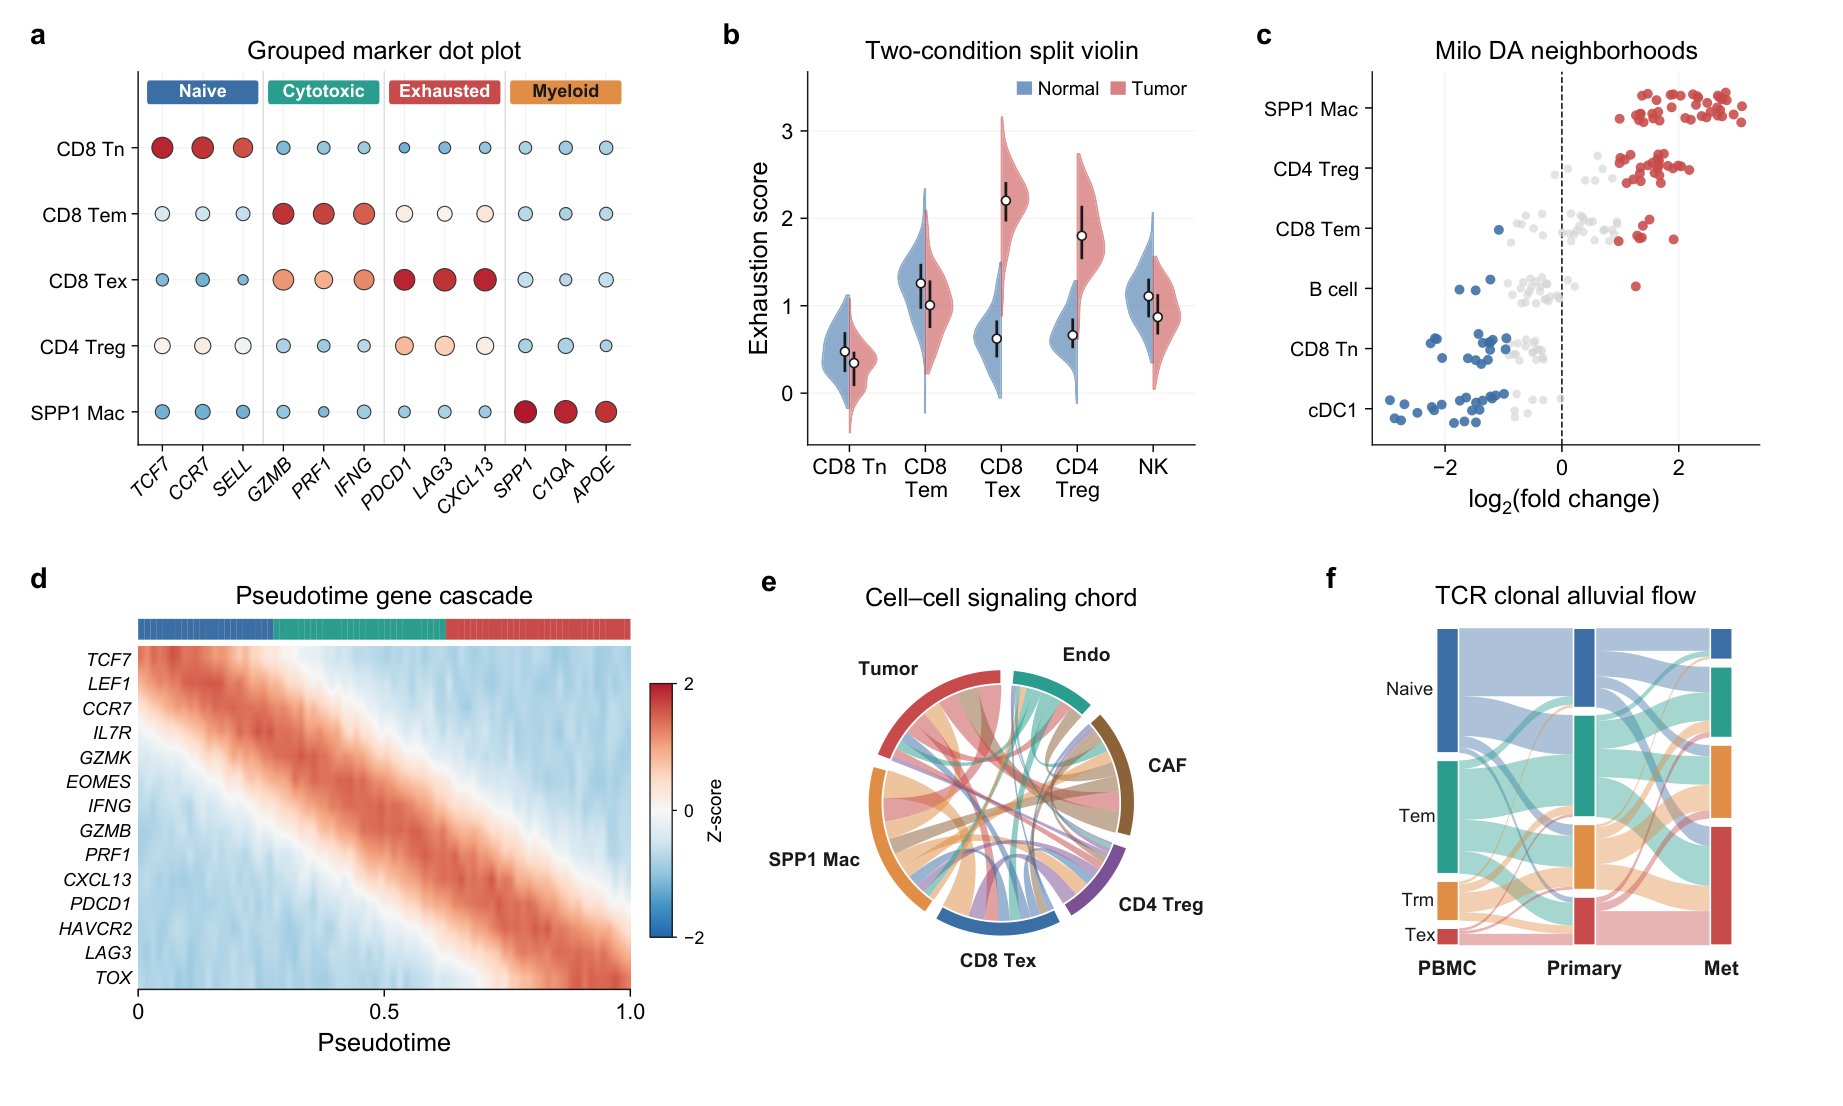 a
Grouped marker dot plot
Naive
Cytotoxic
Exhausted
Myeloid
CD8 Tn
CD8 Tem
CD8 Tex
CD4 Treg
SPP1 Mac
TCF7
CCR7
SELL
GZMB
PRF1
IFNG
PDCD1
LAG3
CXCL13
SPP1
C1QA
APOE
b
Two-condition split violin
Normal
Tumor
Exhaustion score
3
2
1
0
CD8 Tn
CD8
Tem
CD8
Tex
CD4
Treg
NK
c
Milo DA neighborhoods
SPP1 Mac
CD4 Treg
CD8 Tem
B cell
CD8 Tn
cDC1
−2
0
2
log2(fold change)
d
Pseudotime gene cascade
TCF7
LEF1
CCR7
IL7R
GZMK
EOMES
IFNG
GZMB
PRF1
CXCL13
PDCD1
HAVCR2
LAG3
TOX
0
0.5
1.0
Pseudotime
2
0
−2
Z-score
e
Cell–cell signaling chord
Tumor
Endo
CAF
CD4 Treg
CD8 Tex
SPP1 Mac
f
TCR clonal alluvial flow
Naive
Tem
Trm
Tex
PBMC
Primary
Met